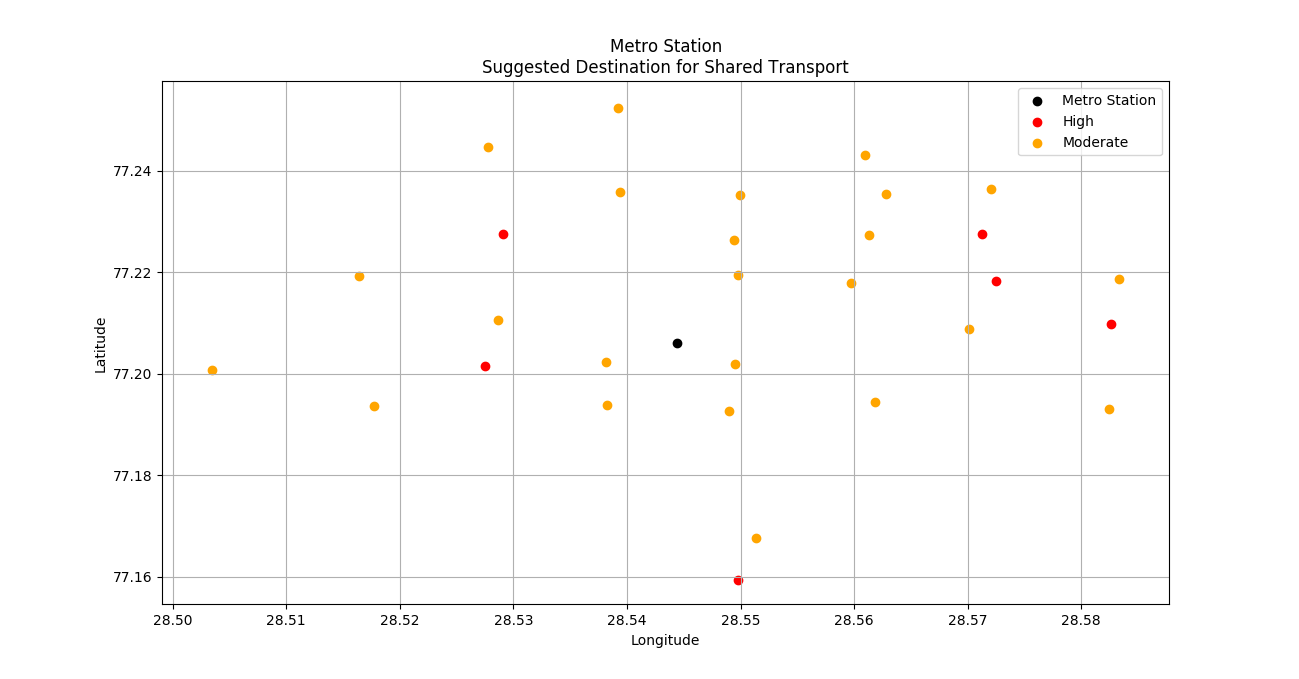 Metro Station
Suggested Destination for Shared Transport
Metro Station
High
Moderate
77.24
77.22
77.20
77.18
77.16
Latitude
28.50 28.51 28.52 28.53 28.54 28.55 28.56 28.57 28.58
Longitude